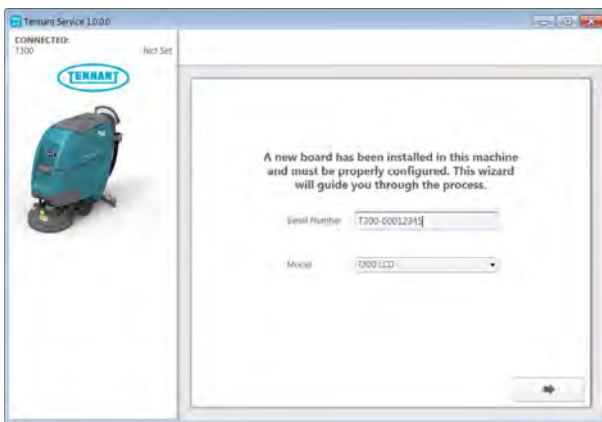 Tennant Service 1.0.0.0
CONNECTED:
T300 Not Set
TENNANT
A new board has been installed in this machine
and must be properly configured. This wizard
will guide you through the process.
Serial Number T300-00012345
Model T300 LCD